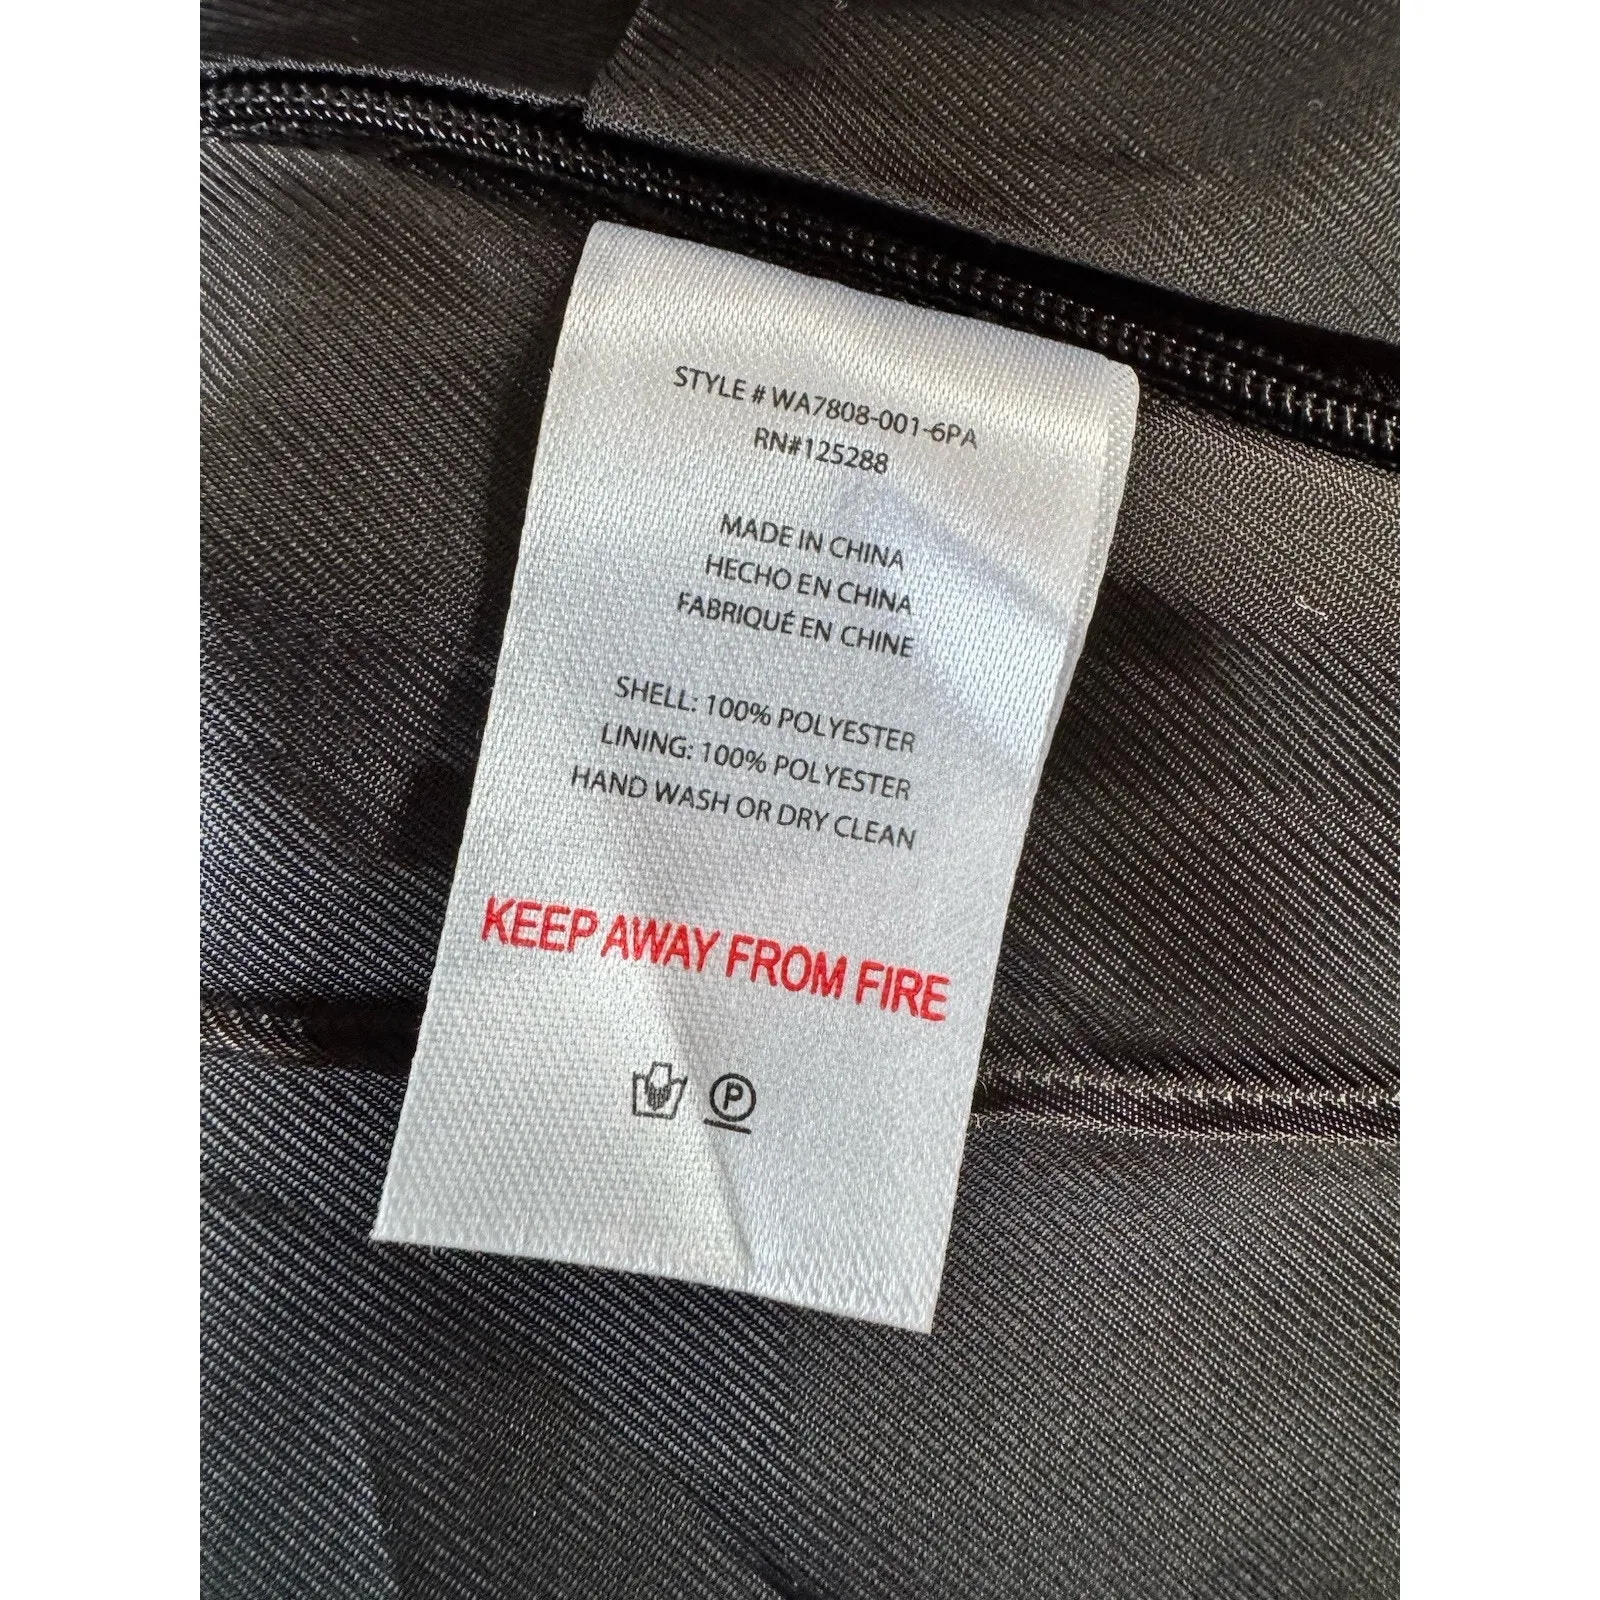 STYLE # WA7808-001-6PA
RN#125288
MADE IN CHINA
HECHO EN CHINA
FABRIQUÉ EN CHINE
SHELL: 100% POLYESTER
LINING: 100% POLYESTER
HAND WASH OR DRY CLEAN
KEEP AWAY FROM FIRE
P